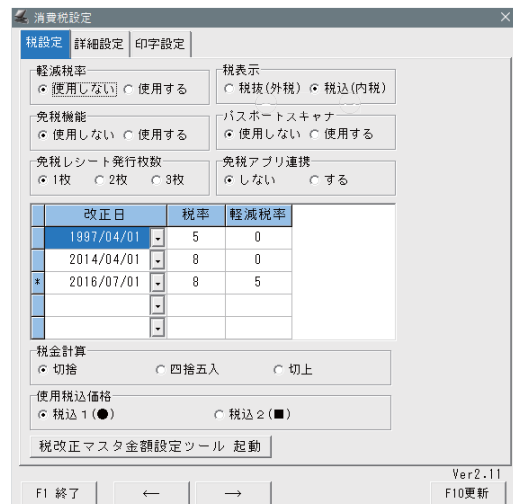 消費税設定
税設定 詳細設定 印字設定
軽減税率 税表示
使用しない 使用する 税抜(外税) 税込(内税)
免税機能 パスポートスキャナ
使用しない 使用する 使用しない 使用する
免税レシート発行枚数 免税アプリ連携
1枚 2枚 3枚 しない する
改正日 税率 軽減税率
1997/04/01 5 0
2014/04/01 8 0
* 2016/07/01 8 5
税金計算
切捨 四捨五入 切上
使用税込価格
税込1(●) 税込2(■)
税改正マスタ金額設定ツール 起動
Ver2.11
F1 終了 ← → F10更新